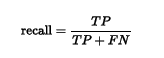 recall = TP / (TP + FN)